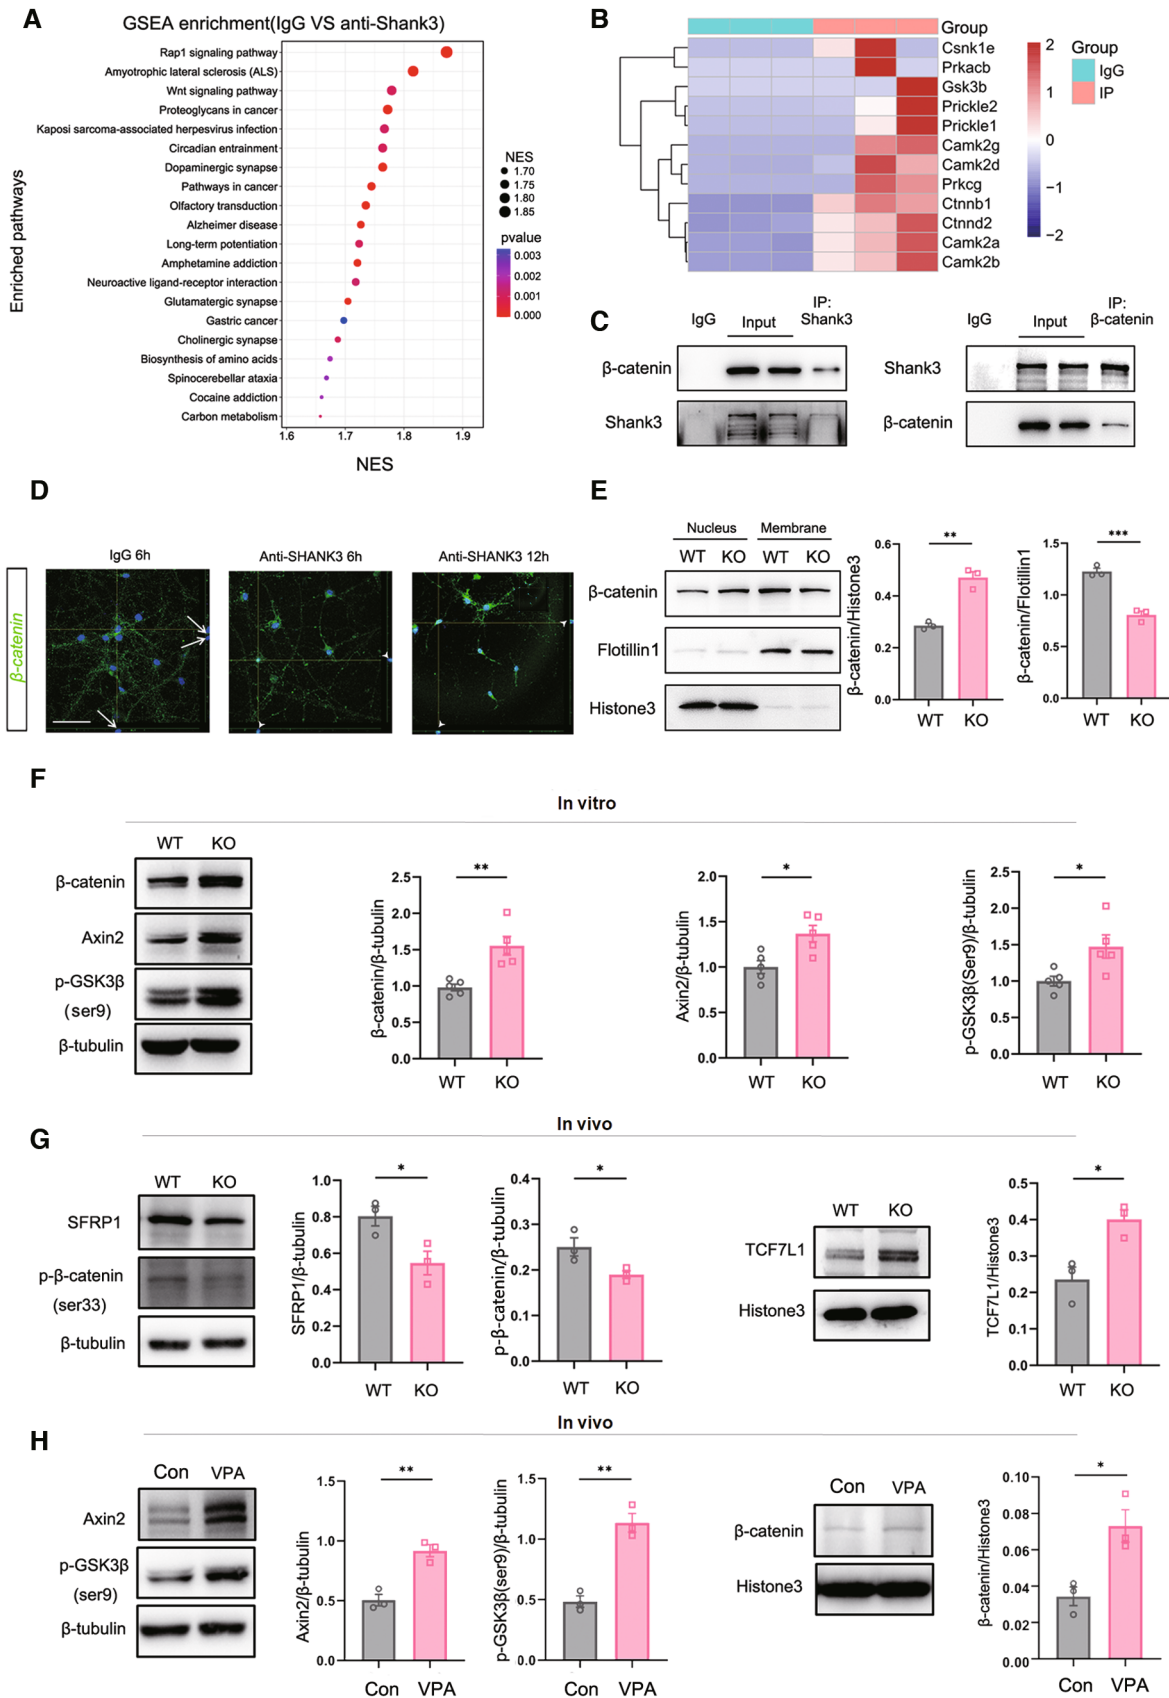 A
GSEA enrichment(IgG VS anti-Shank3)
Enriched pathways
Rap1 signaling pathway
Amyotrophic lateral sclerosis (ALS)
Wnt signaling pathway
Proteoglycans in cancer
Kaposi sarcoma-associated herpesvirus infection
Circadian entrainment
Dopaminergic synapse
Pathways in cancer
Olfactory transduction
Alzheimer disease
Long-term potentiation
Amphetamine addiction
Neuroactive ligand-receptor interaction
Glutamatergic synapse
Gastric cancer
Cholinergic synapse
Biosynthesis of amino acids
Spinocerebellar ataxia
Cocaine addiction
Carbon metabolism
1.6 1.7 1.8 1.9
NES
NES
1.70
1.75
1.80
1.85
pvalue
0.003
0.002
0.001
0.000
B
Group
Csnk1e
Prkacb
Gsk3b
Prickle2
Prickle1
Camk2g
Camk2d
Prkcg
Ctnnb1
Ctnnd2
Camk2a
Camk2b
2
1
0
−1
−2
Group
IgG
IP
C
IgG Input IP: Shank3
β-catenin
Shank3
IgG Input IP: β-catenin
Shank3
β-catenin
D
β-catenin
IgG 6h
Anti-SHANK3 6h
Anti-SHANK3 12h
E
Nucleus Membrane
WT KO WT KO
β-catenin
Flotillin1
Histone3
β-catenin/Histone3
0.6
0.4
0.2
0.0
**
WT KO
β-catenin/Flotillin1
1.5
1.0
0.5
0.0
***
WT KO
F
In vitro
WT KO
β-catenin
Axin2
p-GSK3β
(ser9)
β-tubulin
β-catenin/β-tubulin
2.5
2.0
1.5
1.0
0.5
0.0
**
WT KO
Axin2/β-tubulin
2.0
1.5
1.0
0.5
0.0
*
WT KO
p-GSK3β(Ser9)/β-tubulin
2.5
2.0
1.5
1.0
0.5
0.0
*
WT KO
In vivo
G
WT KO
SFRP1
p-β-catenin
(ser33)
β-tubulin
SFRP1/β-tubulin
1.0
0.8
0.6
0.4
0.2
0.0
*
WT KO
p-β-catenin/β-tubulin
0.4
0.3
0.2
0.1
0.0
*
WT KO
WT KO
TCF7L1
Histone3
TCF7L1/Histone3
0.5
0.4
0.3
0.2
0.1
0.0
*
WT KO
In vivo
H
Con VPA
Axin2
p-GSK3β
(ser9)
β-tubulin
Axin2/β-tubulin
1.5
1.0
0.5
0.0
**
Con VPA
p-GSK3β(ser9)/β-tubulin
1.5
1.0
0.5
0.0
**
Con VPA
Con VPA
β-catenin
Histone3
β-catenin/Histone3
0.10
0.08
0.06
0.04
0.02
0.00
*
Con VPA